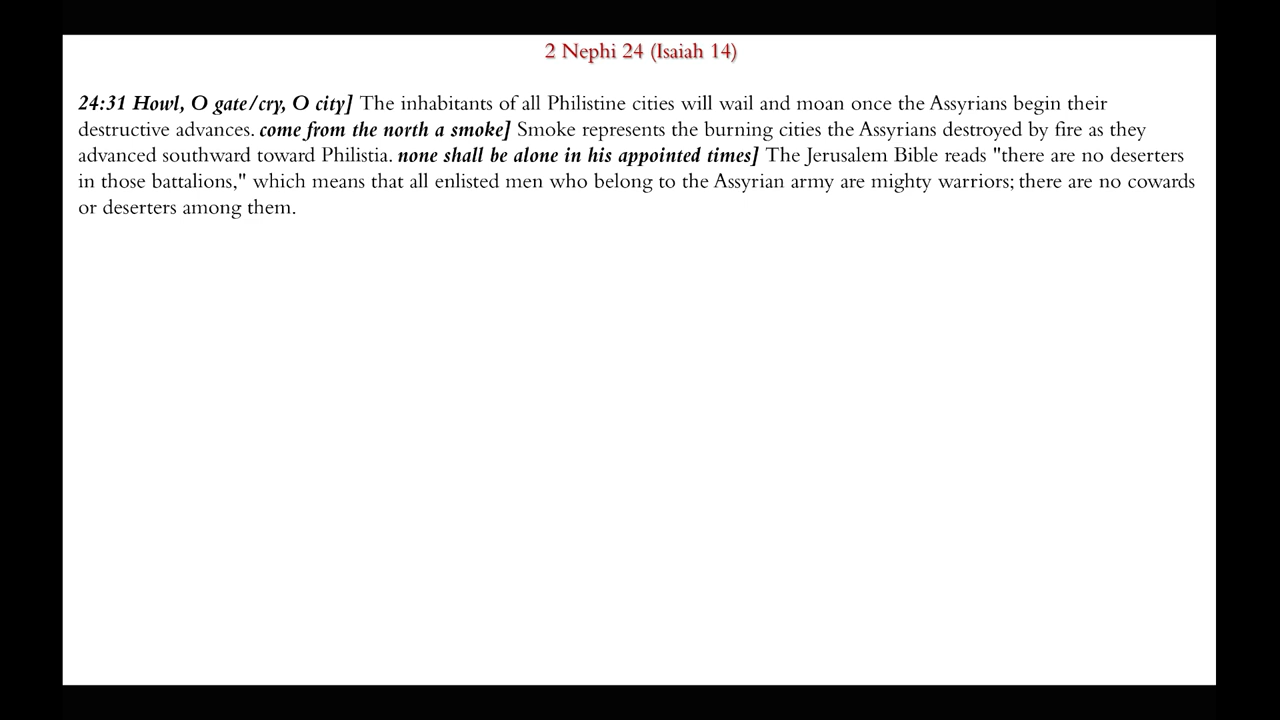 2 Nephi 24 (Isaiah 14)
24:31 Howl, O gate/cry, O city] The inhabitants of all Philistine cities will wail and moan once the Assyrians begin their
destructive advances. come from the north a smoke] Smoke represents the burning cities the Assyrians destroyed by fire as they
advanced southward toward Philistia. none shall be alone in his appointed times] The Jerusalem Bible reads "there are no deserters
in those battalions," which means that all enlisted men who belong to the Assyrian army are mighty warriors; there are no cowards
or deserters among them.